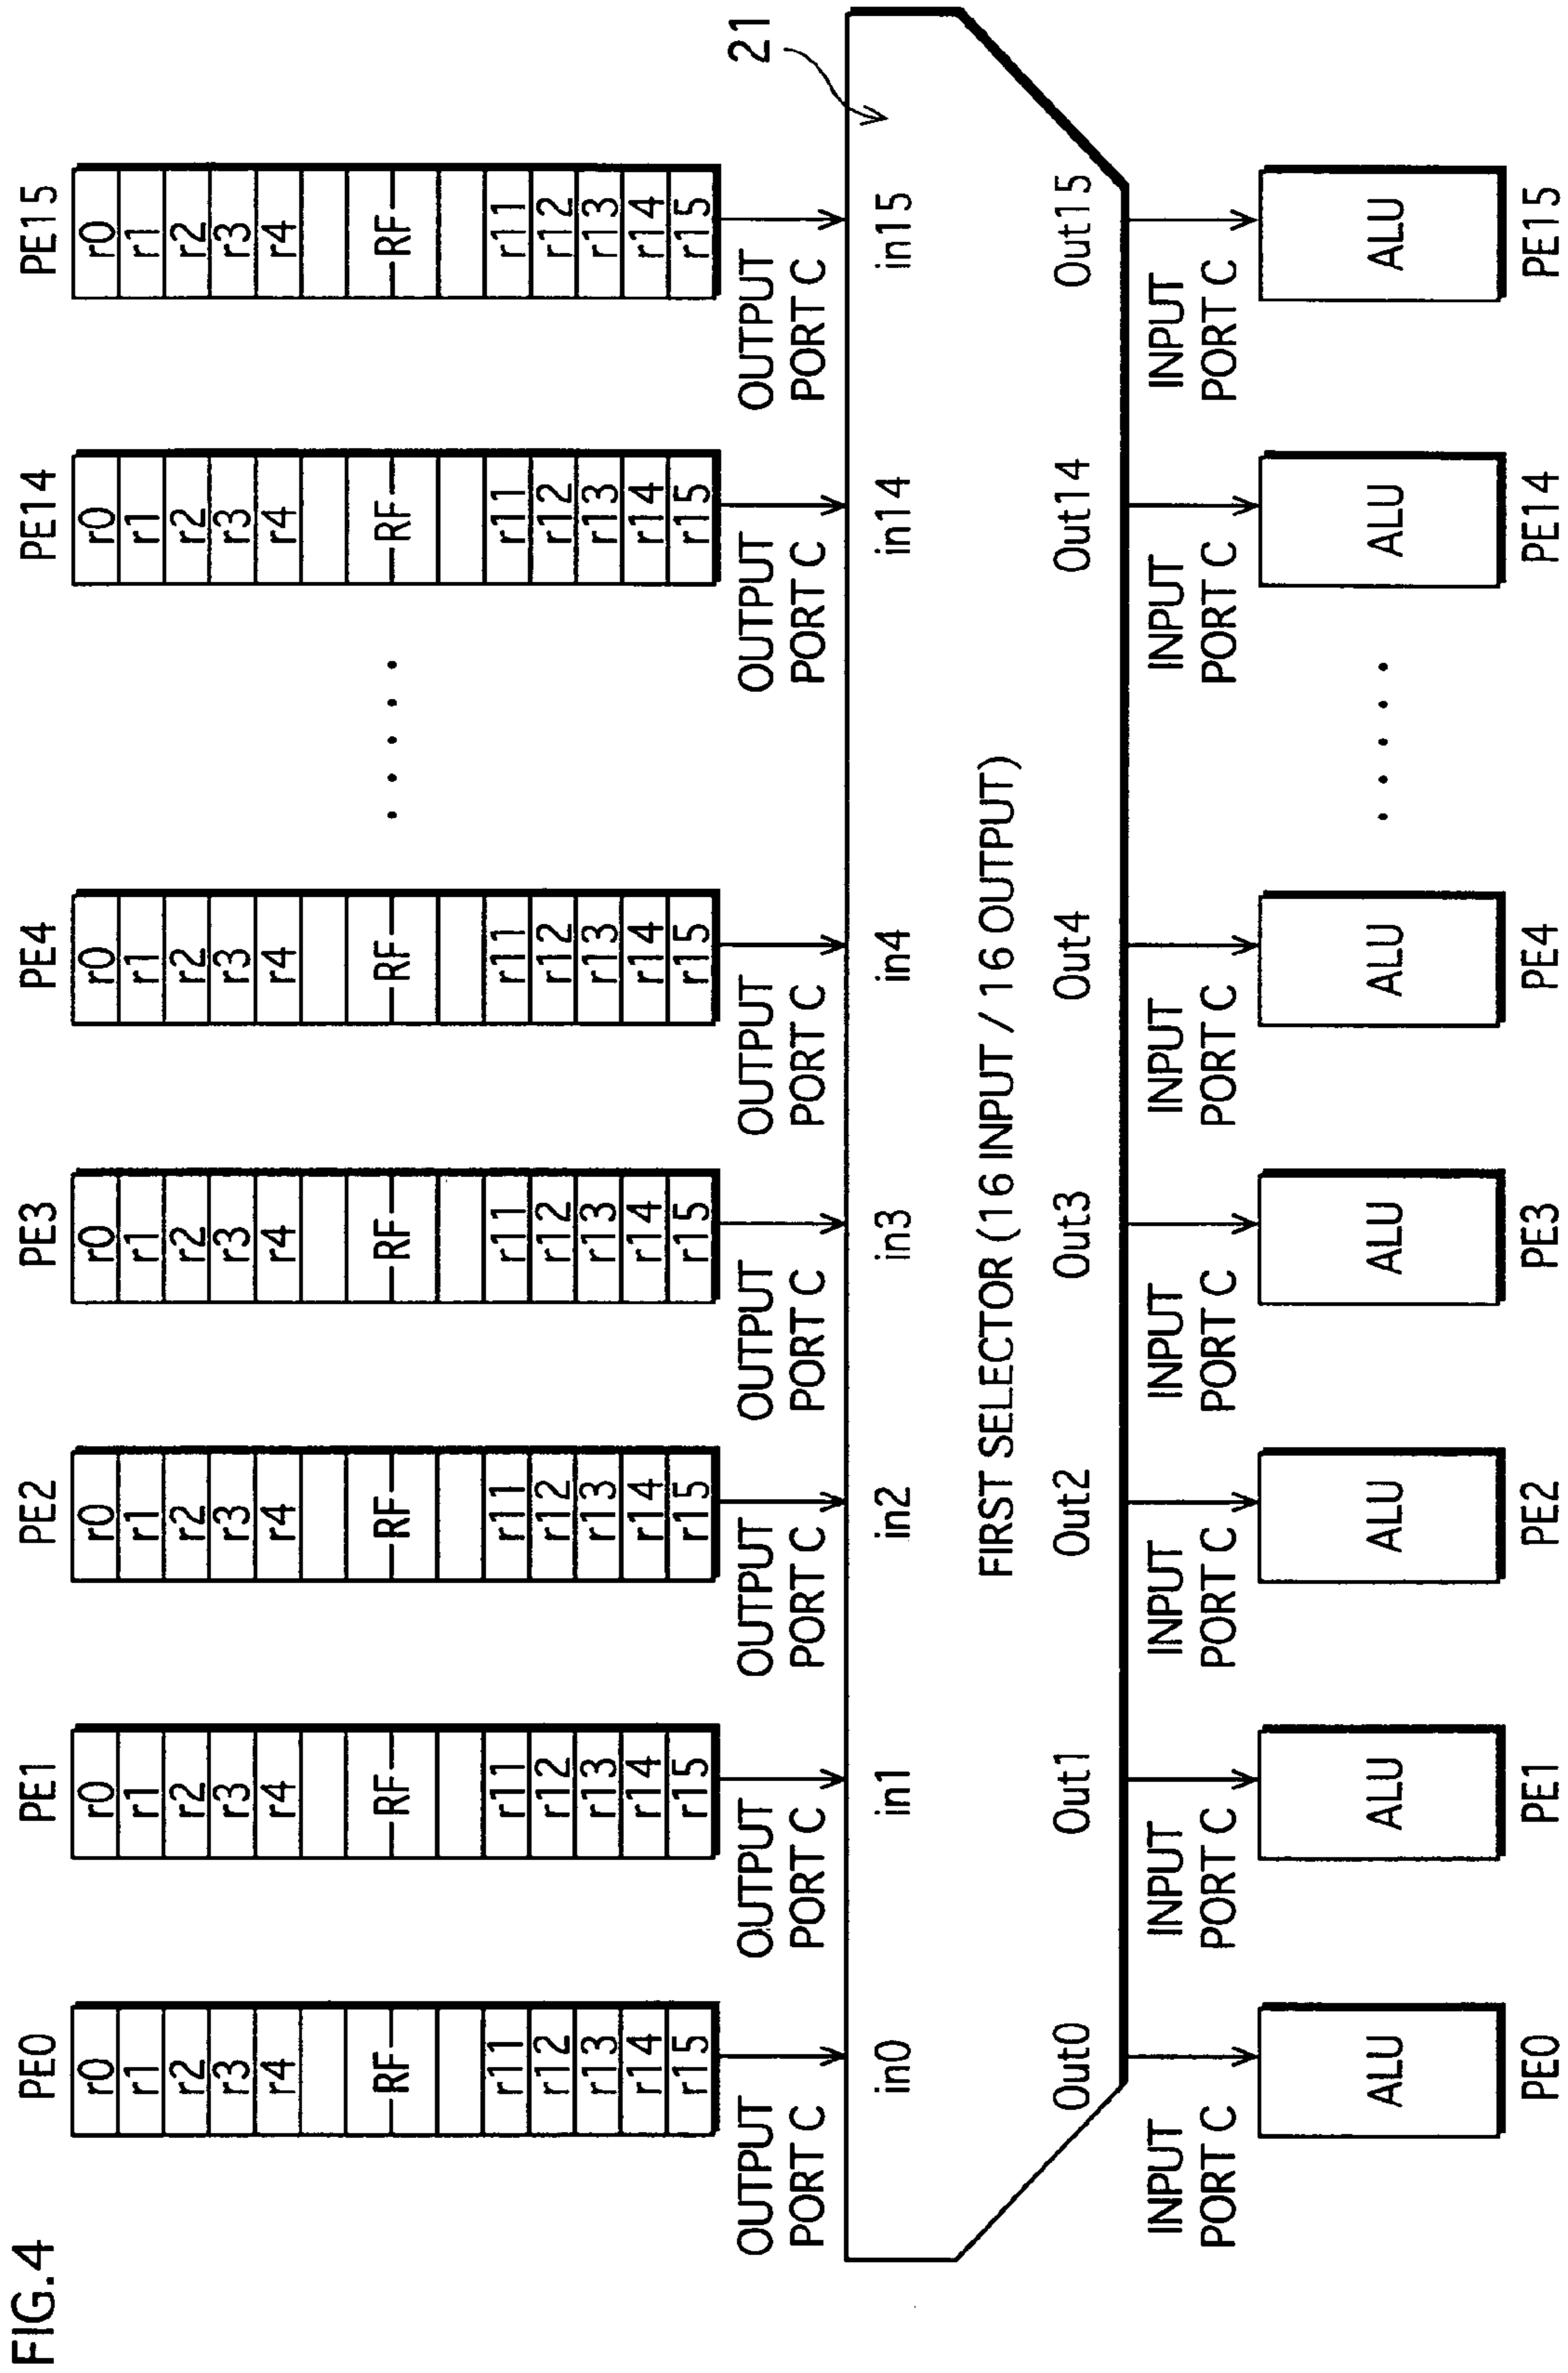 FIG.4
PE0 PE1 PE2 PE3 PE4 PE14 PE15
r0 r0 r0 r0 r0 r0 r0
r1 r1 r1 r1 r1 r1 r1
r2 r2 r2 r2 r2 r2 r2
r3 r3 r3 r3 r3 r3 r3
r4 r4 r4 r4 r4 r4 r4
RF RF RF RF RF ..... RF RF
r11 r11 r11 r11 r11 r11 r11
r12 r12 r12 r12 r12 r12 r12
r13 r13 r13 r13 r13 r13 r13
r14 r14 r14 r14 r14 r14 r14
r15 r15 r15 r15 r15 r15 r15
OUTPUT OUTPUT OUTPUT OUTPUT OUTPUT OUTPUT OUTPUT 21
PORT C PORT C PORT C PORT C PORT C PORT C PORT C
in0 in1 in2 in3 in4 in14 in15
FIRST SELECTOR (16 INPUT / 16 OUTPUT)
Out0 Out1 Out2 Out3 Out4 Out14 Out15
INPUT INPUT INPUT INPUT INPUT INPUT INPUT
PORT C PORT C PORT C PORT C PORT C PORT C PORT C
ALU ALU ALU ALU ALU ..... ALU ALU
PE0 PE1 PE2 PE3 PE4 PE14 PE15